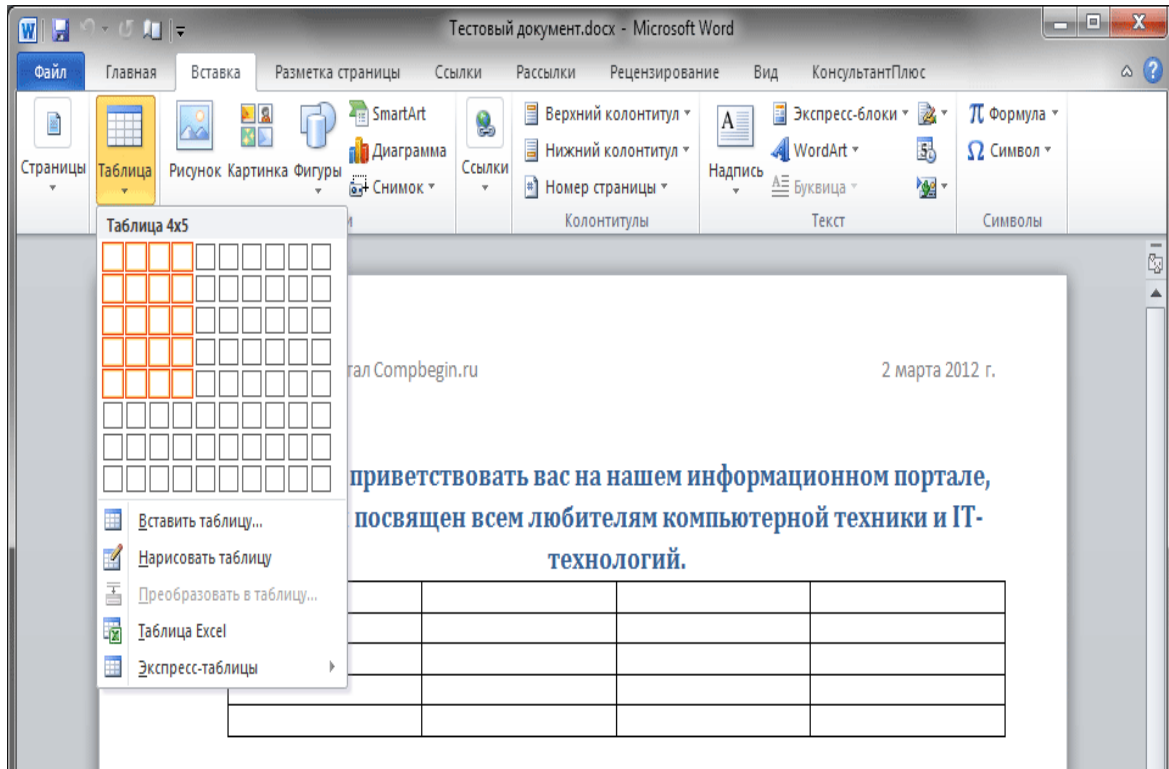 Тестовый документ.docx - Microsoft Word
Файл Главная Вставка Разметка страницы Ссылки Рассылки Рецензирование Вид КонсультантПлюс
Страницы Таблица Рисунок Картинка Фигуры SmartArt Диаграмма Снимок Ссылки Верхний колонтитул Нижний колонтитул Номер страницы Надпись Экспресс-блоки WordArt Буквица π Формула Ω Символ
Колонтитулы Текст Символы
Таблица 4x5
Вставить таблицу...
Нарисовать таблицу
Преобразовать в таблицу...
Таблица Excel
Экспресс-таблицы
Compbegin.ru 2 марта 2012 г.
приветствовать вас на нашем информационном портале,
посвящен всем любителям компьютерной техники и IT-
технологий.